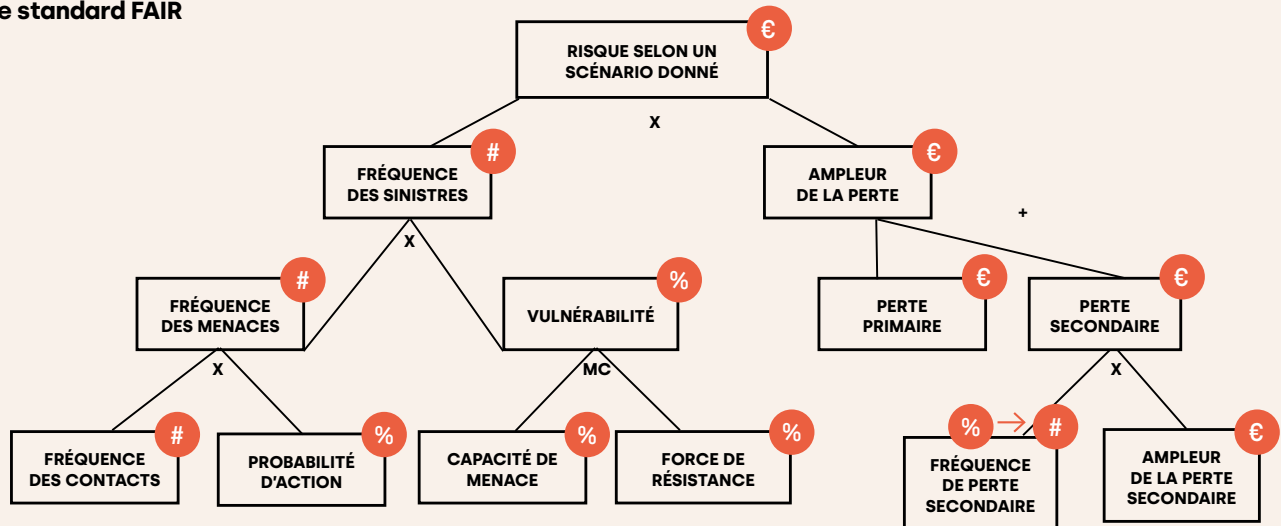 e standard FAIR
€
RISQUE SELON UN
SCÉNARIO DONNÉ
X
#
FRÉQUENCE
DES SINISTRES
€
AMPLEUR
DE LA PERTE
X
+
#
FRÉQUENCE
DES MENACES
%
VULNÉRABILITÉ
€
PERTE
PRIMAIRE
€
PERTE
SECONDAIRE
X
MC
X
#
FRÉQUENCE
DES CONTACTS
%
PROBABILITÉ
D'ACTION
%
CAPACITÉ DE
MENACE
%
FORCE DE
RÉSISTANCE
% → #
FRÉQUENCE
DE PERTE
SECONDAIRE
€
AMPLEUR
DE LA PERTE
SECONDAIRE